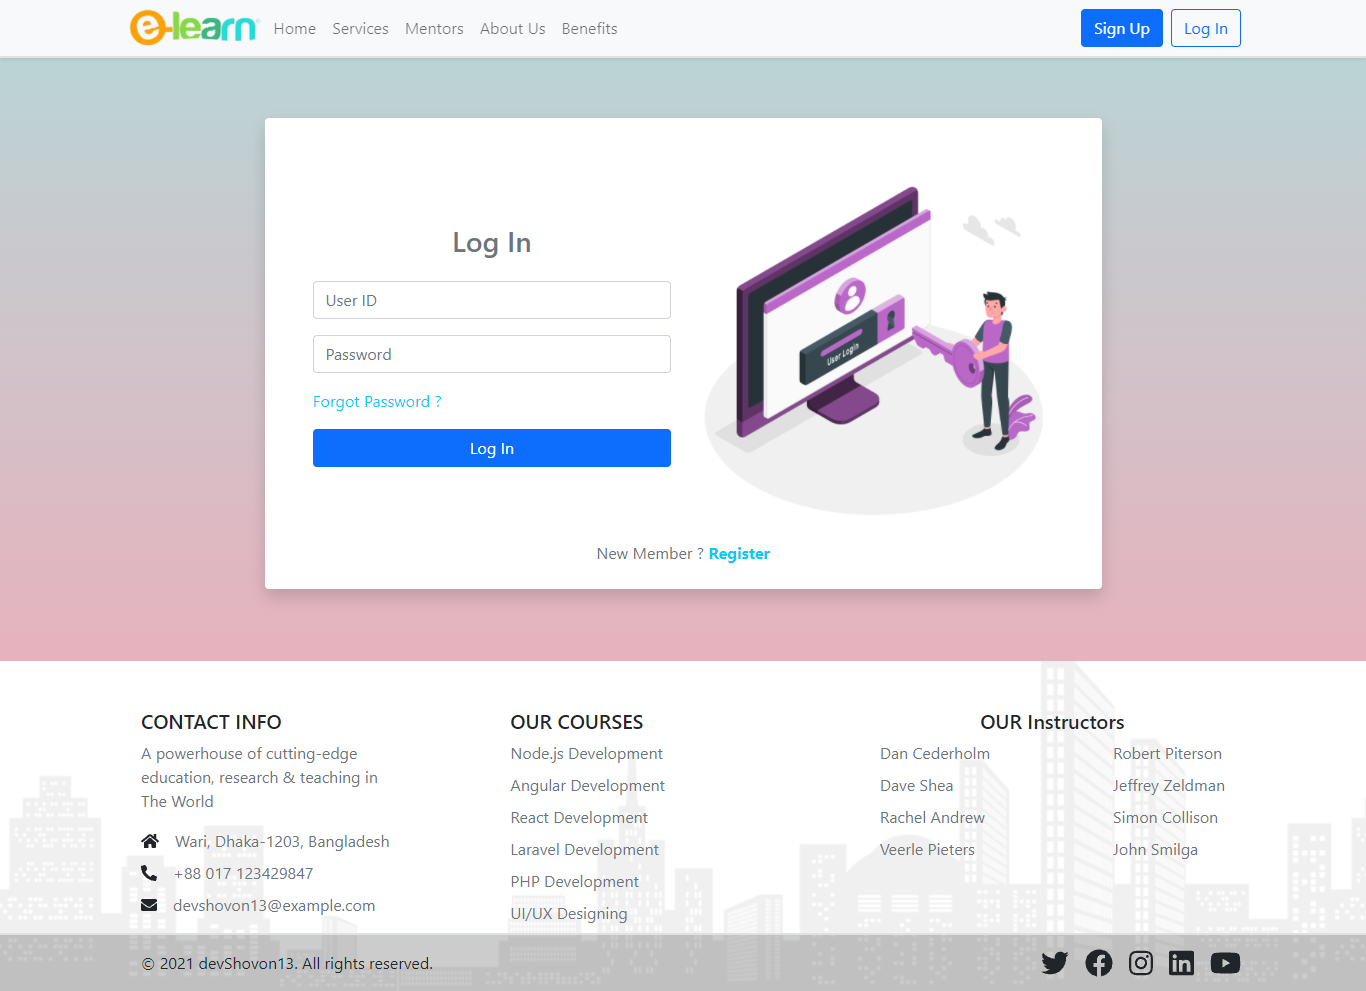 e-learn
Home Services Mentors About Us Benefits
Sign Up
Log In
Log In
User ID
Password
Forgot Password ?
Log In
User Login
New Member ? Register
CONTACT INFO
A powerhouse of cutting-edge
education, research & teaching in
The World
Wari, Dhaka-1203, Bangladesh
+88 017 123429847
devshovon13@example.com
OUR COURSES
Node.js Development
Angular Development
React Development
Laravel Development
PHP Development
UI/UX Designing
OUR Instructors
Dan Cederholm
Dave Shea
Rachel Andrew
Veerle Pieters
Robert Piterson
Jeffrey Zeldman
Simon Collison
John Smilga
© 2021 devShovon13. All rights reserved.